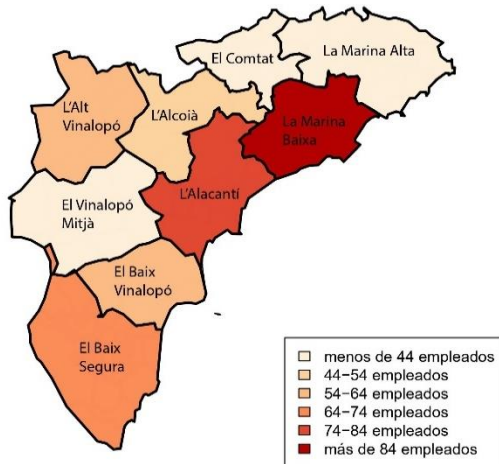 El Comtat
La Marina Alta
L'Alt
Vinalopó
L'Alcoià
La Marina
Baixa
El Vinalopó
Mitjà
L'Alacantí
El Baix
Vinalopó
El Baix
Segura
menos de 44 empleados
44–54 empleados
54–64 empleados
64–74 empleados
74–84 empleados
más de 84 empleados